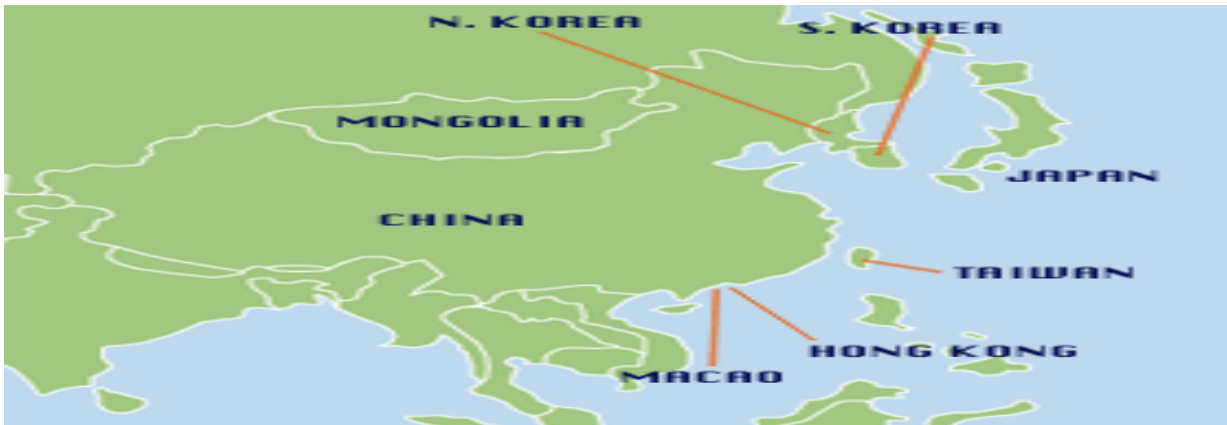 N. KOREA
S. KOREA
MONGOLIA
JAPAN
CHINA
TAIWAN
HONG KONG
MACAO